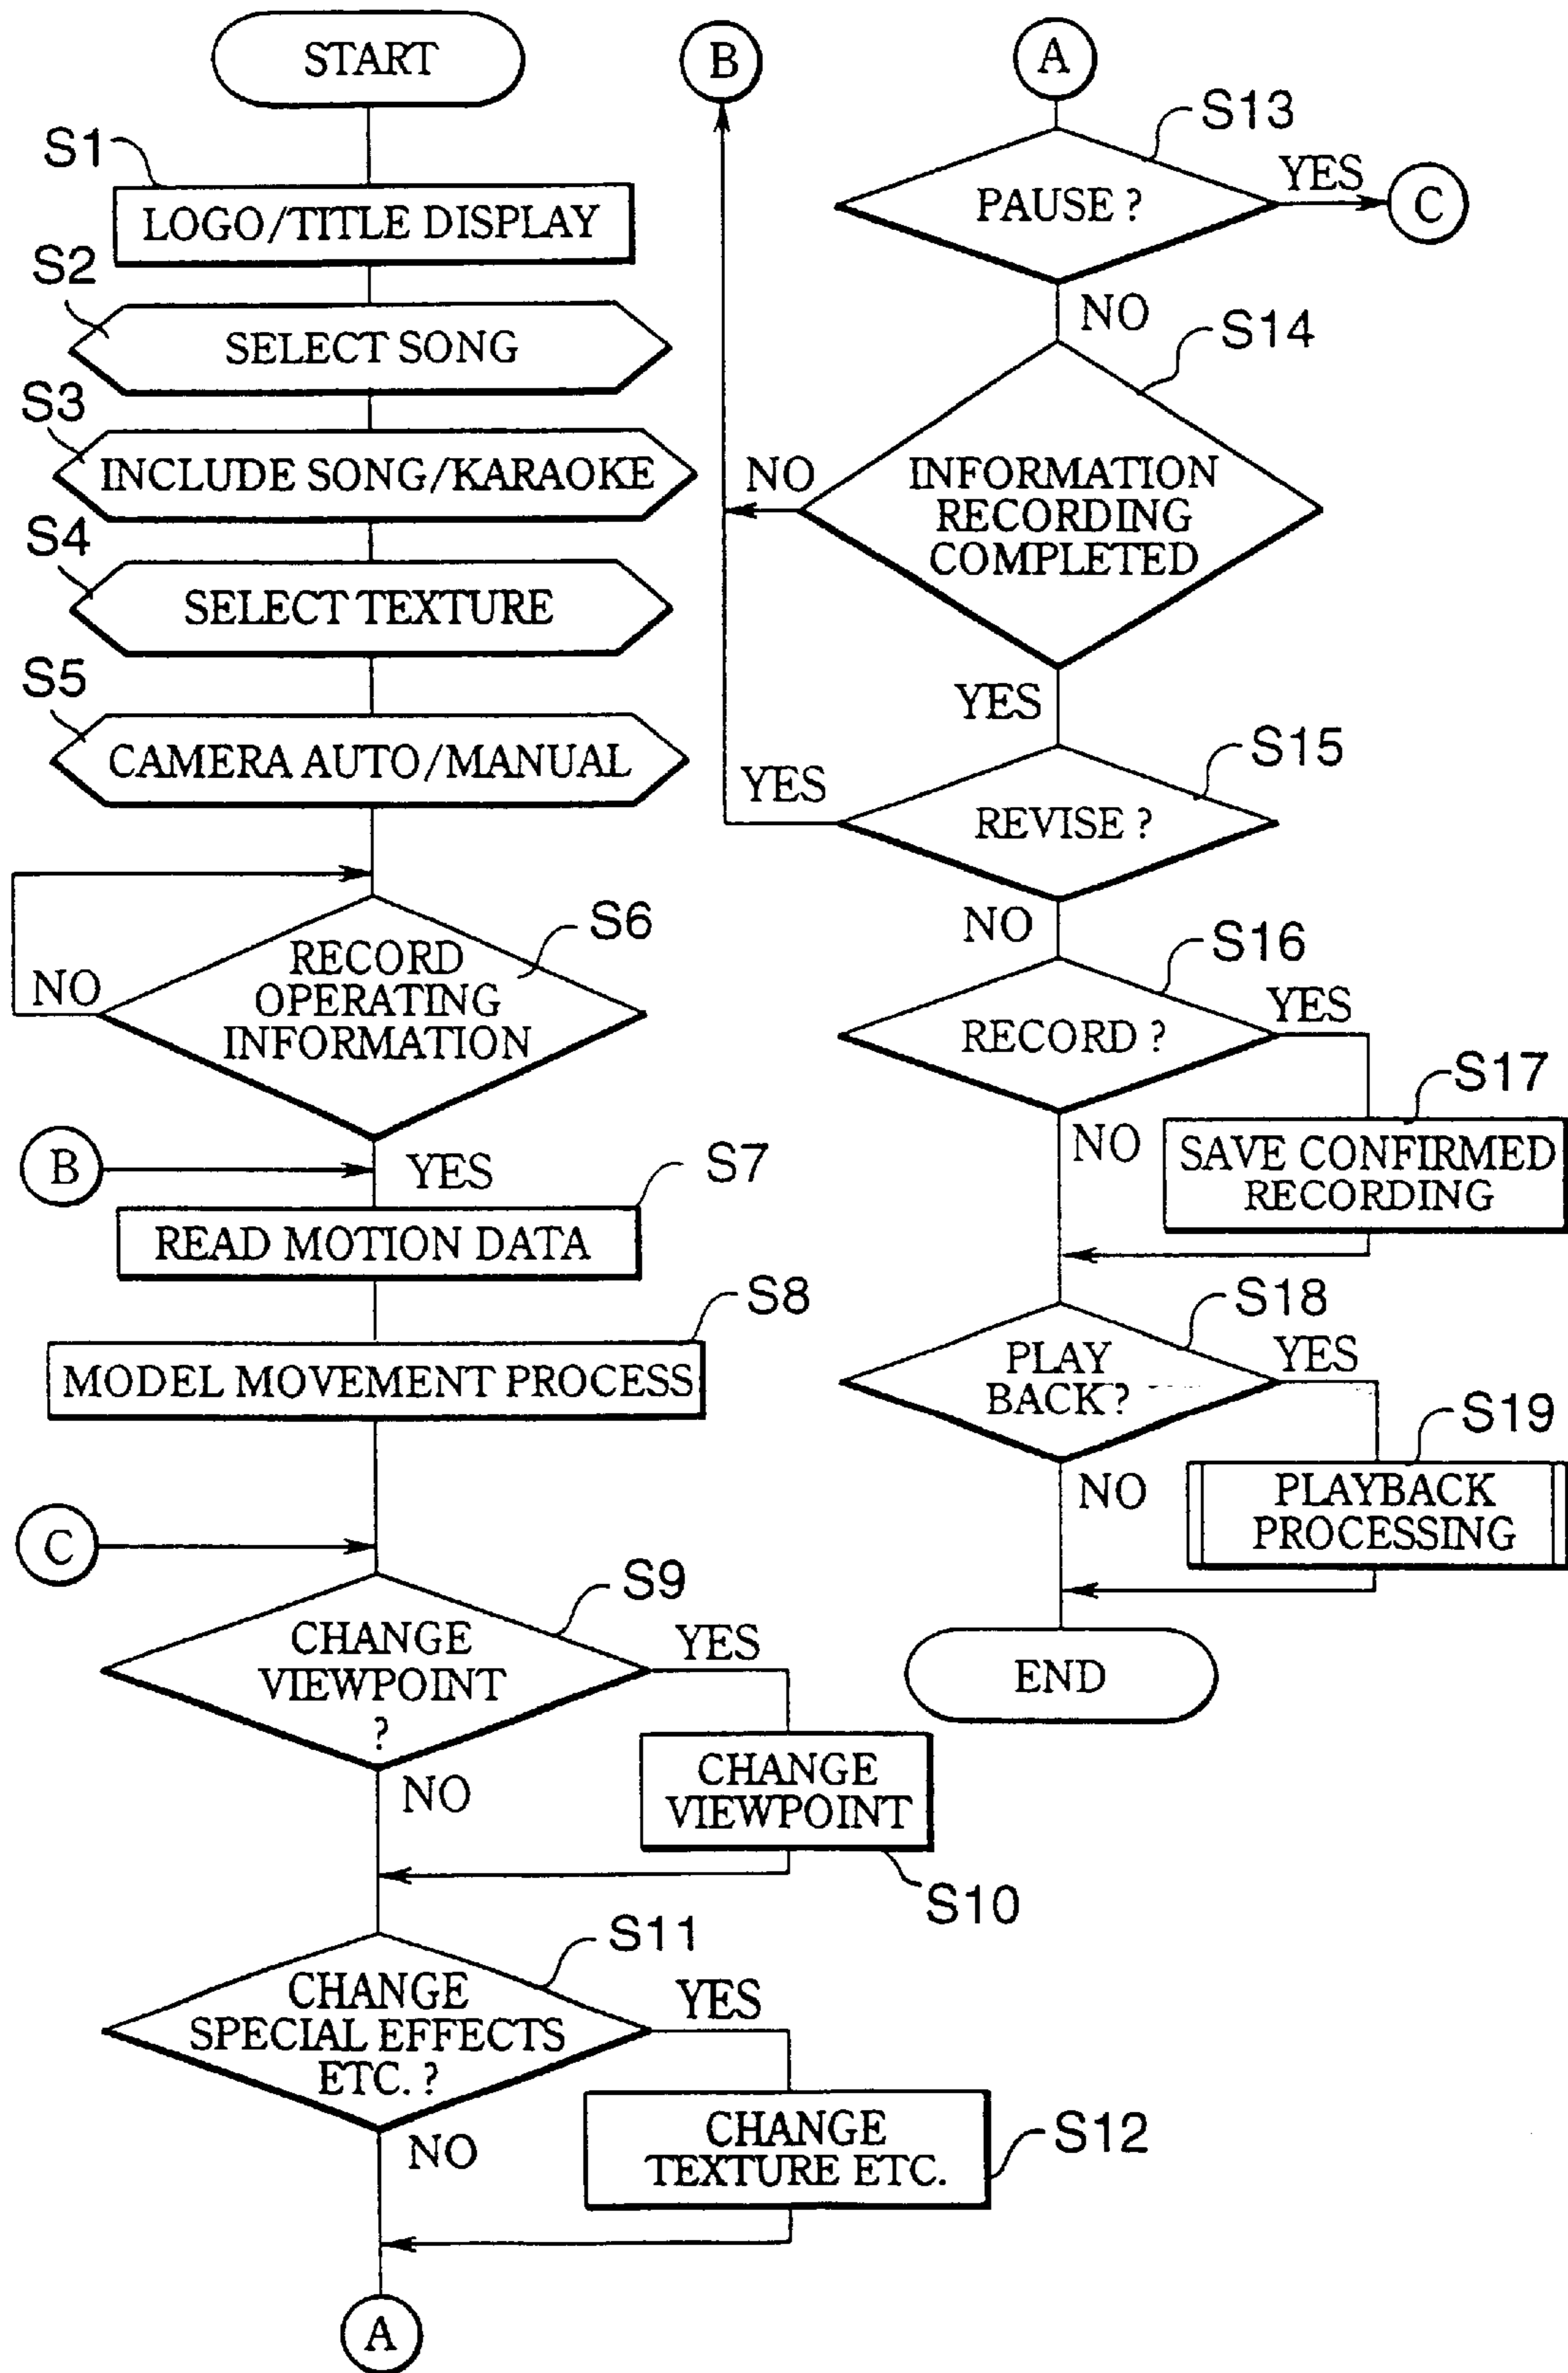 START
S1
LOGO/TITLE DISPLAY
S2
SELECT SONG
S3
INCLUDE SONG/KARAOKE
S4
SELECT TEXTURE
S5
CAMERA AUTO/MANUAL
S6
RECORD
OPERATING
INFORMATION
NO
YES
B
S7
READ MOTION DATA
S8
MODEL MOVEMENT PROCESS
C
S9
CHANGE
VIEWPOINT
?
YES
NO
CHANGE
VIEWPOINT
S10
S11
CHANGE
SPECIAL EFFECTS
ETC. ?
YES
NO
CHANGE
TEXTURE ETC.
S12
A
B
A
S13
PAUSE ?
YES
C
NO
S14
INFORMATION
RECORDING
COMPLETED
NO
YES
S15
REVISE ?
YES
NO
S16
RECORD ?
YES
NO
S17
SAVE CONFIRMED
RECORDING
S18
PLAY
BACK ?
YES
NO
S19
PLAYBACK
PROCESSING
END